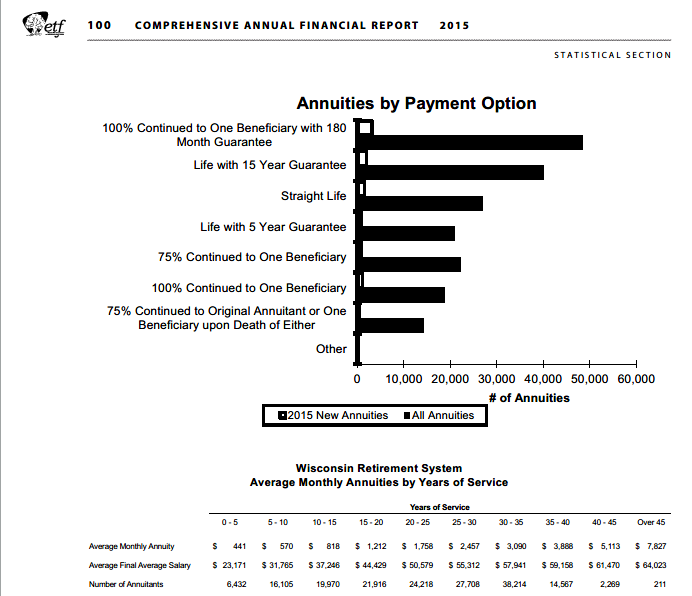 etf 100 COMPREHENSIVE ANNUAL FINANCIAL REPORT 2015
STATISTICAL SECTION
Annuities by Payment Option
100% Continued to One Beneficiary with 180
Month Guarantee
Life with 15 Year Guarantee
Straight Life
Life with 5 Year Guarantee
75% Continued to One Beneficiary
100% Continued to One Beneficiary
75% Continued to Original Annuitant or One
Beneficiary upon Death of Either
Other
0 10,000 20,000 30,000 40,000 50,000 60,000
# of Annuities
2015 New Annuities All Annuities
Wisconsin Retirement System
Average Monthly Annuities by Years of Service
Years of Service
0 - 5 5 - 10 10 - 15 15 - 20 20 - 25 25 - 30 30 - 35 35 - 40 40 - 45 Over 45
Average Monthly Annuity $ 441 $ 570 $ 818 $ 1,212 $ 1,758 $ 2,457 $ 3,090 $ 3,888 $ 5,113 $ 7,827
Average Final Average Salary $ 23,171 $ 31,765 $ 37,246 $ 44,429 $ 50,579 $ 55,312 $ 57,941 $ 59,158 $ 61,470 $ 64,023
Number of Annuitants 6,432 16,105 19,970 21,916 24,218 27,708 38,214 14,567 2,269 211